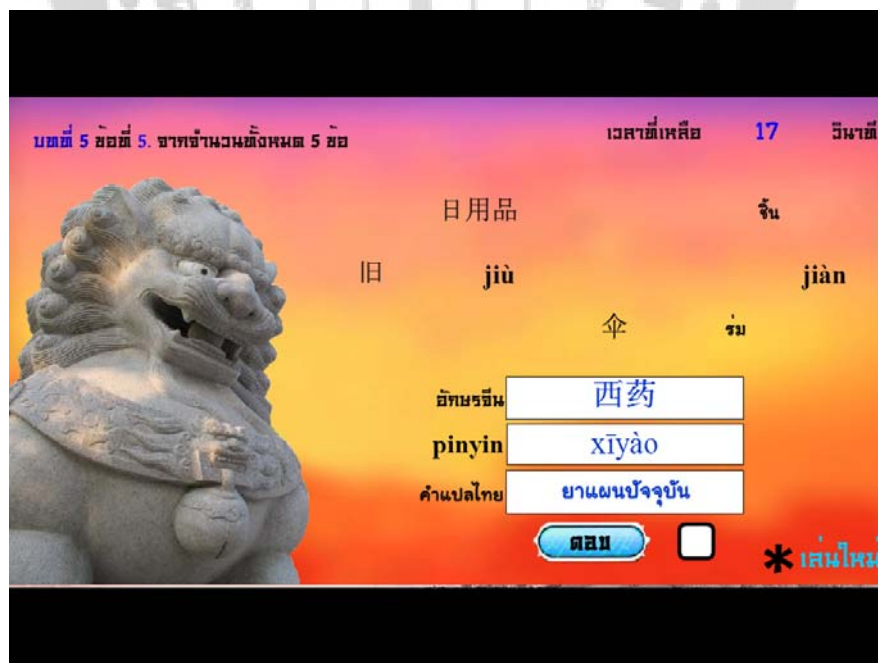 บทที่ 5 ข้อที่ 5. จากจำนวนทั้งหมด 5 ข้อ เวลาที่เหลือ 17 วินาที
日用品 ชิ้น
旧 jiù jiàn
伞 ร่ม
อักษรจีน 西药
pinyin xīyào
คำแปลไทย ยาแผนปัจจุบัน
ตอบ
* เล่นใหม่